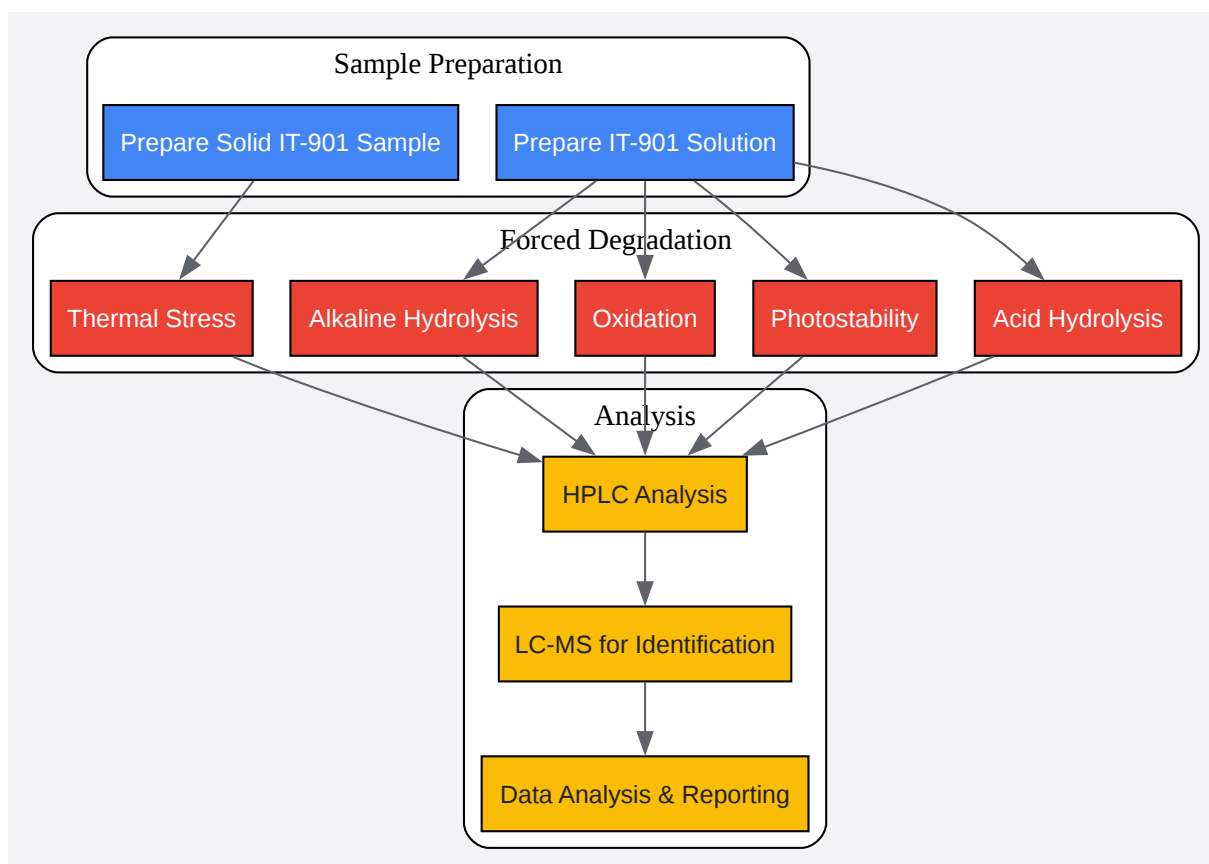 Sample Preparation
Prepare Solid IT-901 Sample
Prepare IT-901 Solution
Forced Degradation
Thermal Stress
Alkaline Hydrolysis
Oxidation
Photostability
Acid Hydrolysis
Analysis
HPLC Analysis
LC-MS for Identification
Data Analysis & Reporting